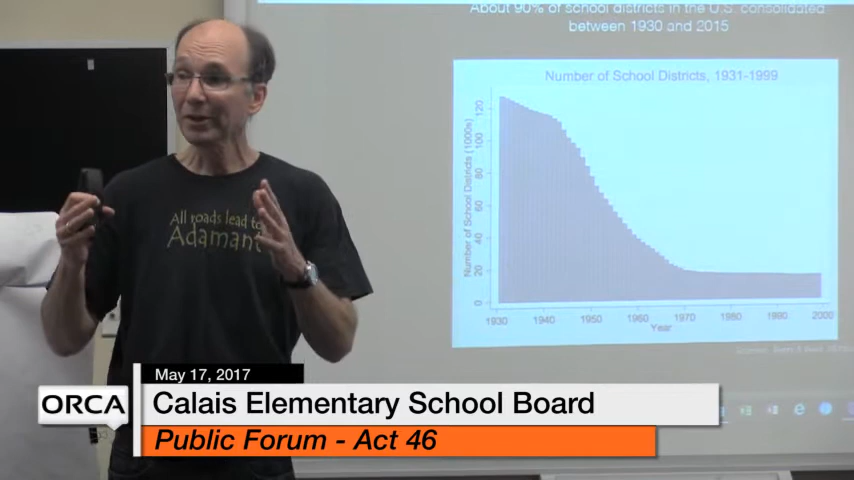 About 90% of school districts in the U.S. consolidated
between 1930 and 2015
Number of School Districts, 1931-1999
Number of School Districts (1000s)
120
100
80
60
40
20
0
1930 1940 1950 1960 1970 1980 1990 2000
Year
All roads lead to
Adamant
May 17, 2017
ORCA
Calais Elementary School Board
Public Forum - Act 46